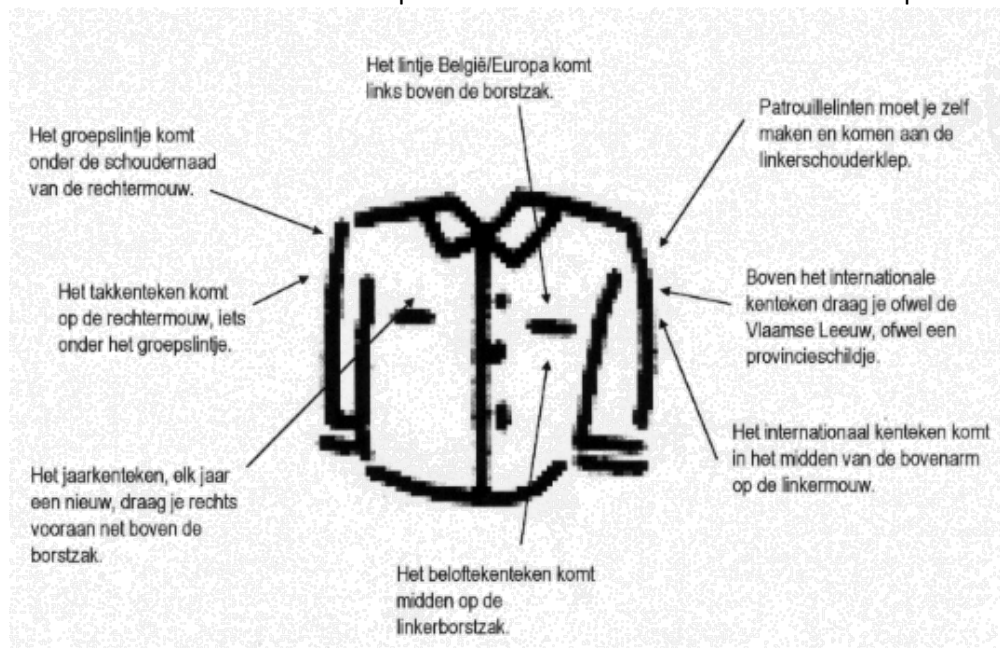 Het lintje België/Europa komt
links boven de borstzak.
Patrouillelinten moet je zelf
maken en komen aan de
linkerschouderklep.
Het groepslintje komt
onder de schoudernaad
van de rechtermouw.
Het takkenteken komt
op de rechtermouw, iets
onder het groepslintje.
Boven het internationale
kenteken draag je ofwel de
Vlaamse Leeuw, ofwel een
provincieschildje.
Het internationaal kenteken komt
in het midden van de bovenarm
op de linkermouw.
Het jaarkenteken, elk jaar
een nieuw, draag je rechts
vooraan net boven de
borstzak.
Het beloftekenteken komt
midden op de
linkerborstzak.